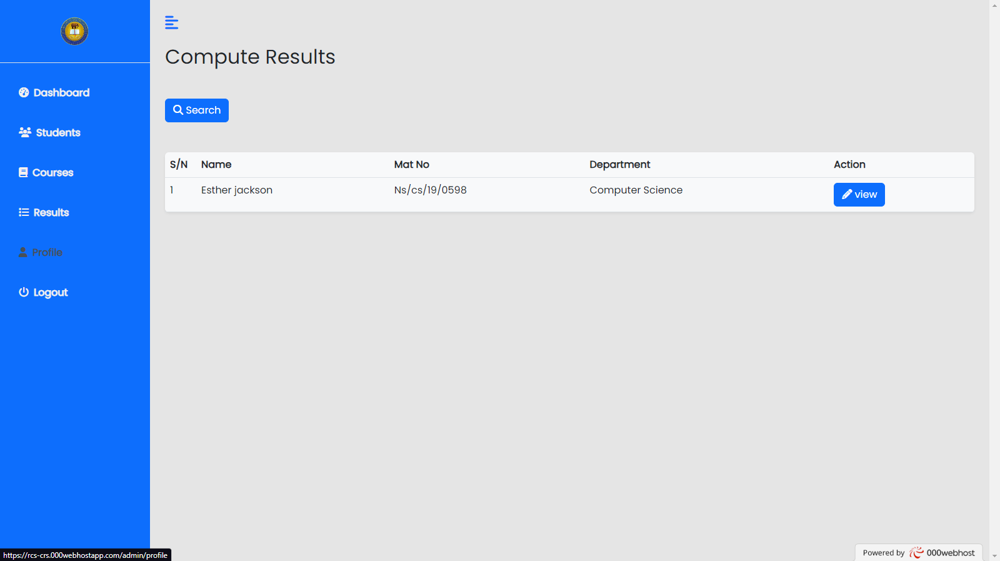 Dashboard
Students
Courses
Results
Profile
Logout
Compute Results
Search
S/N Name Mat No Department Action
1 Esther jackson Ns/cs/19/0598 Computer Science view
https://rcs-crs.000webhostapp.com/admin/profile
Powered by 000webhost